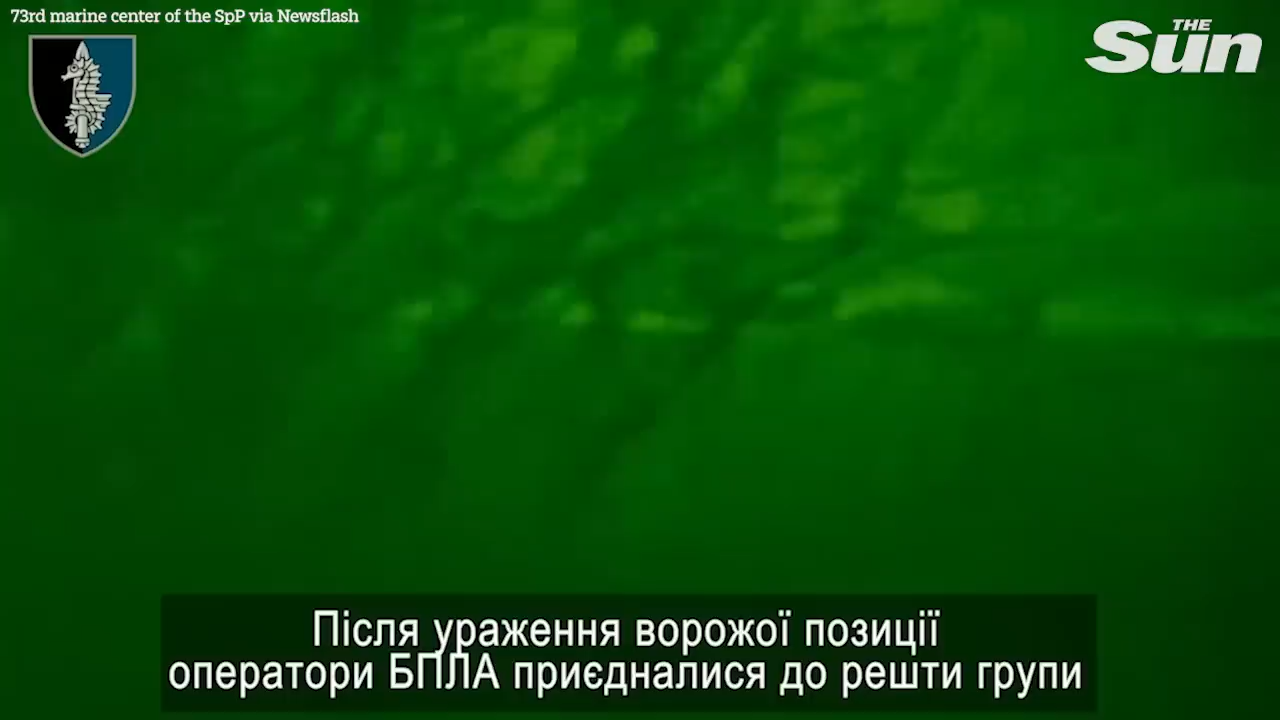 73rd marine center of the SpP via Newsflash
THE
Sun
Після ураження ворожої позиції
оператори БПЛА приєдналися до решти групи